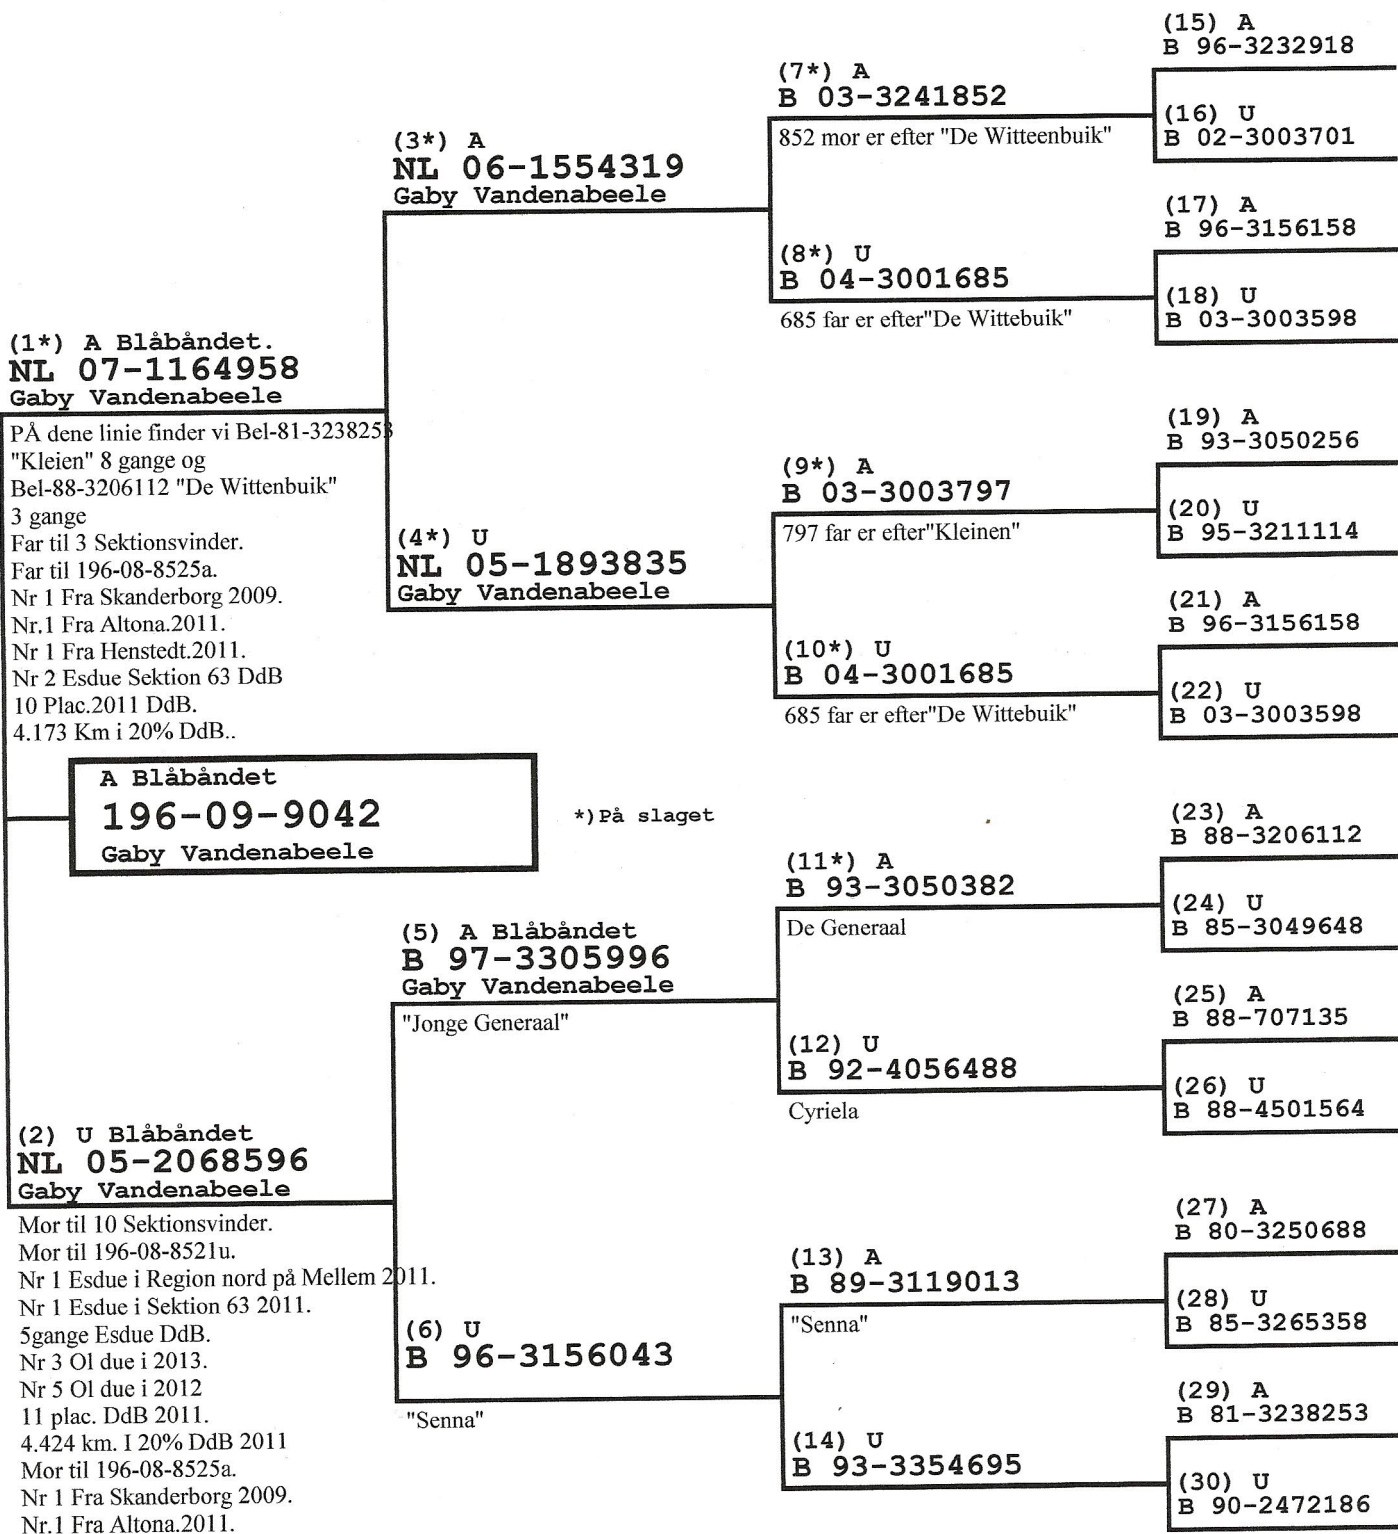 (1*) A Blåbåndet.
NL 07-1164958
Gaby Vandenabeele
PÅ dene linie finder vi Bel-81-3238253
"Kleien" 8 gange og
Bel-88-3206112 "De Wittenbuik"
3 gange
Far til 3 Sektionsvinder.
Far til 196-08-8525a.
Nr 1 Fra Skanderborg 2009.
Nr.1 Fra Altona.2011.
Nr 1 Fra Henstedt.2011.
Nr 2 Esdue Sektion 63 DdB
10 Plac.2011 DdB.
4.173 Km i 20% DdB..
A Blåbåndet
196-09-9042
Gaby Vandenabeele
*)På slaget
(2) U Blåbåndet
NL 05-2068596
Gaby Vandenabeele
Mor til 10 Sektionsvinder.
Mor til 196-08-8521u.
Nr 1 Esdue i Region nord på Mellem 2011.
Nr 1 Esdue i Sektion 63 2011.
5gange Esdue DdB.
Nr 3 Ol due i 2013.
Nr 5 Ol due i 2012
11 plac. DdB 2011.
4.424 km. I 20% DdB 2011
Mor til 196-08-8525a.
Nr 1 Fra Skanderborg 2009.
Nr.1 Fra Altona.2011.
(3*) A
NL 06-1554319
Gaby Vandenabeele
(4*) U
NL 05-1893835
Gaby Vandenabeele
(5) A Blåbåndet
B 97-3305996
Gaby Vandenabeele
"Jonge Generaal"
(6) U
B 96-3156043
"Senna"
(7*) A
B 03-3241852
852 mor er efter "De Witteenbuik"
(8*) U
B 04-3001685
685 far er efter"De Wittebuik"
(9*) A
B 03-3003797
797 far er efter"Kleinen"
(10*) U
B 04-3001685
685 far er efter"De Wittebuik"
(11*) A
B 93-3050382
De Generaal
(12) U
B 92-4056488
Cyriela
(13) A
B 89-3119013
"Senna"
(14) U
B 93-3354695
(15) A
B 96-3232918
(16) U
B 02-3003701
(17) A
B 96-3156158
(18) U
B 03-3003598
(19) A
B 93-3050256
(20) U
B 95-3211114
(21) A
B 96-3156158
(22) U
B 03-3003598
(23) A
B 88-3206112
(24) U
B 85-3049648
(25) A
B 88-707135
(26) U
B 88-4501564
(27) A
B 80-3250688
(28) U
B 85-3265358
(29) A
B 81-3238253
(30) U
B 90-2472186